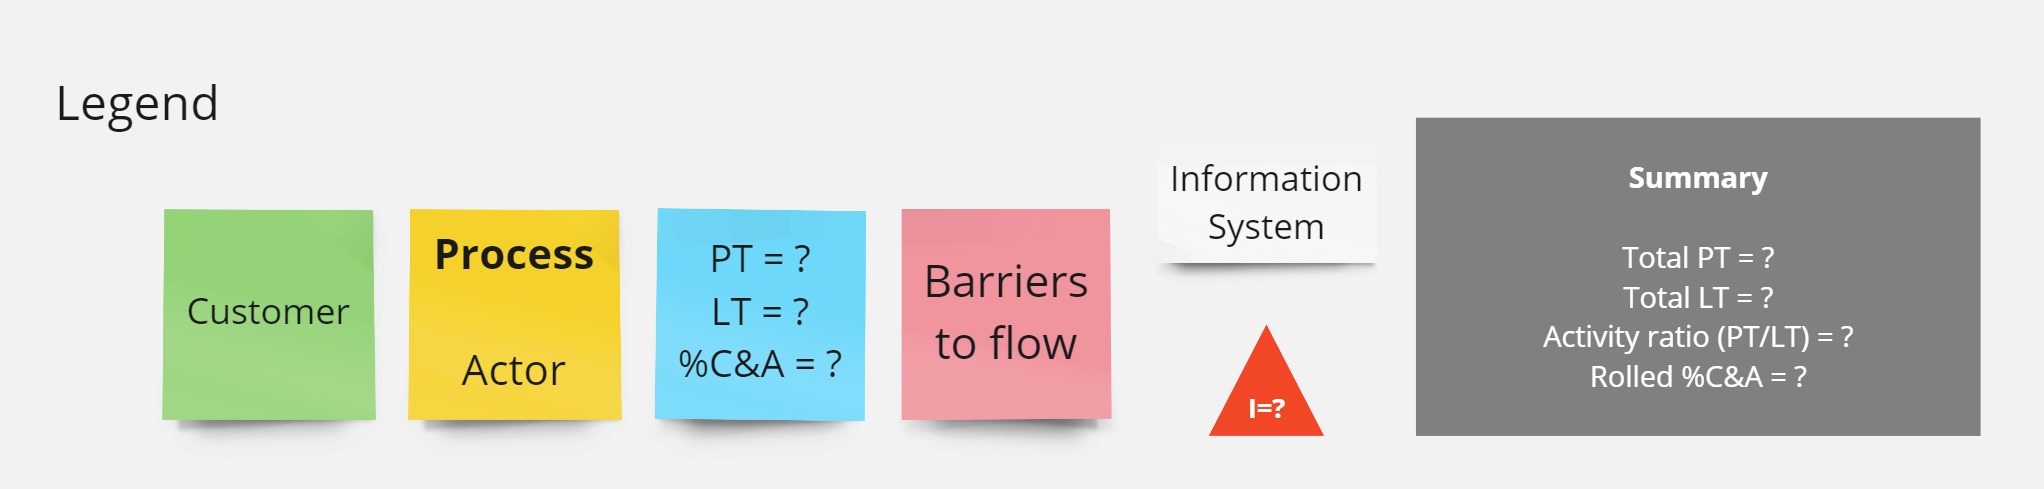 Legend
Customer
Process
Actor
PT = ?
LT = ?
%C&A = ?
Barriers
to flow
Information
System
I=?
Summary
Total PT = ?
Total LT = ?
Activity ratio (PT/LT) = ?
Rolled %C&A = ?